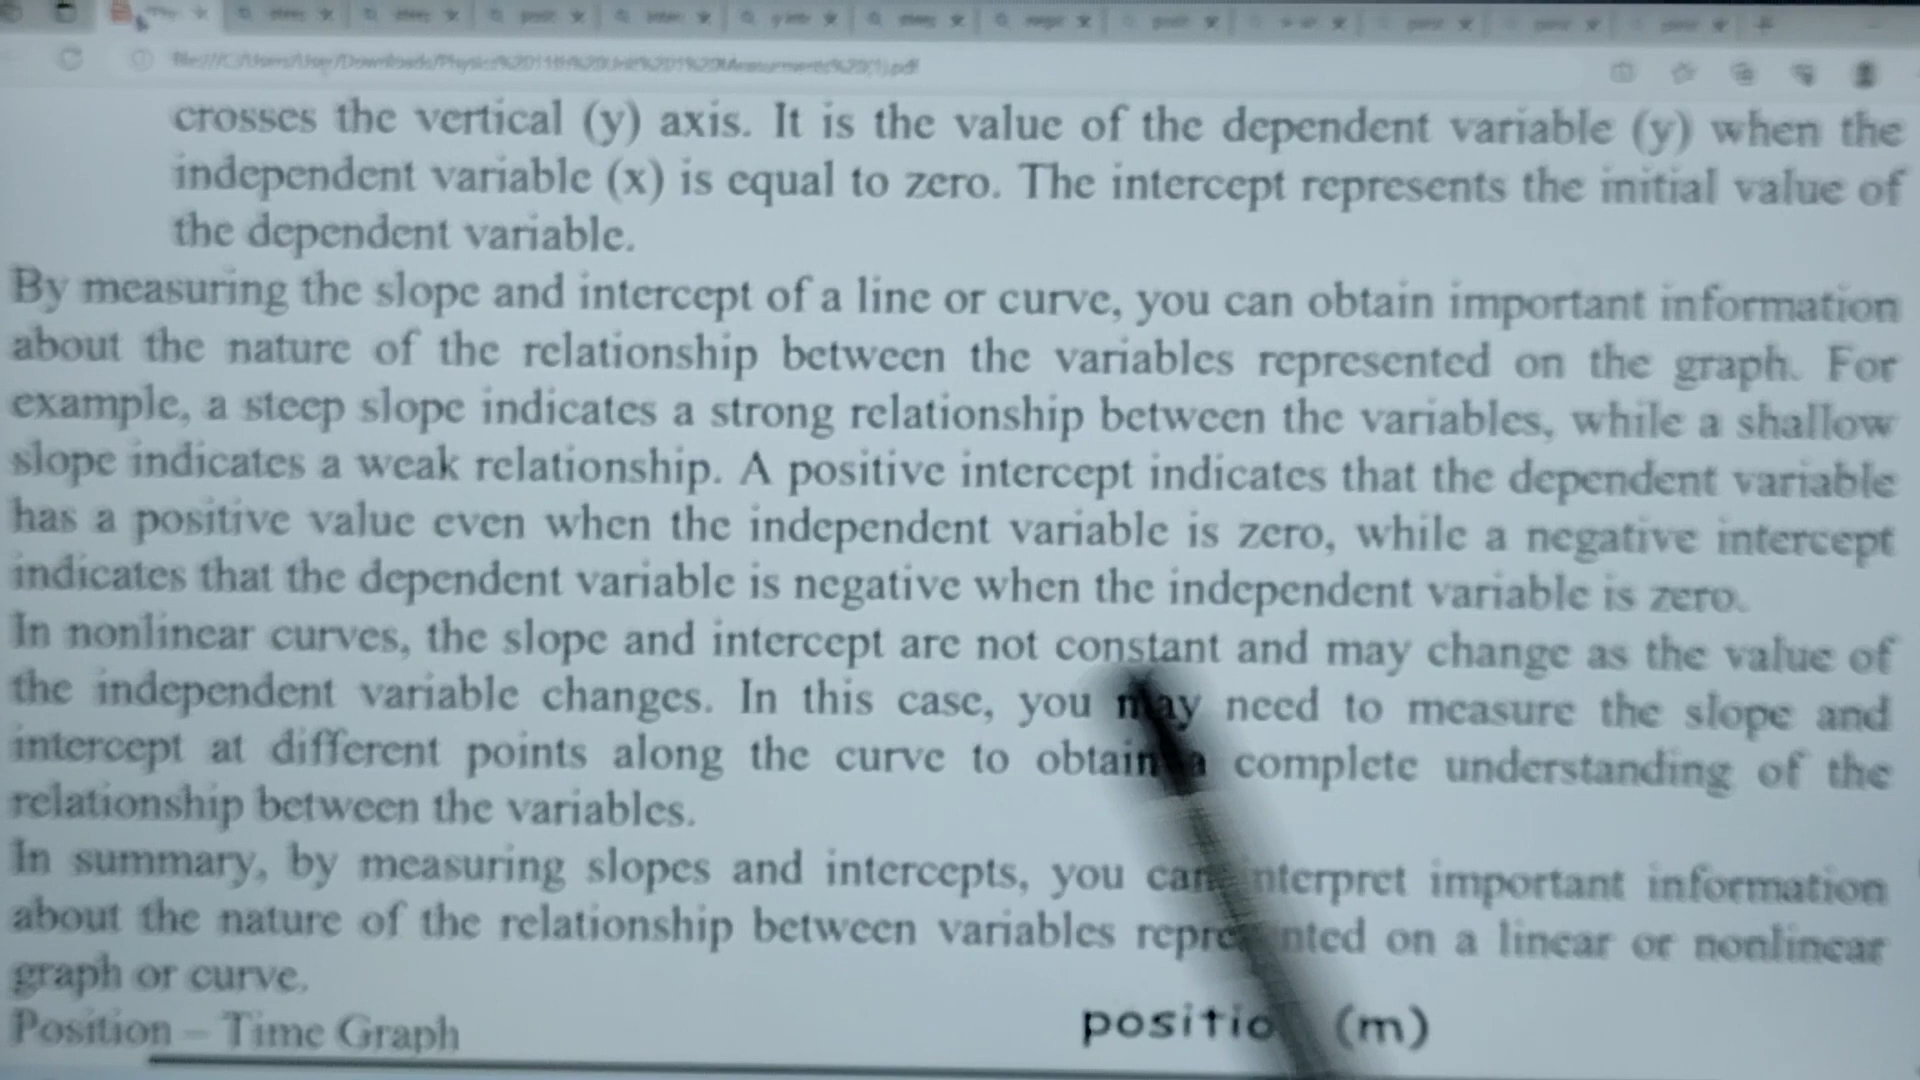 crosses the vertical (y) axis. It is the value of the dependent variable (y) when the
independent variable (x) is equal to zero. The intercept represents the initial value of
the dependent variable.
By measuring the slope and intercept of a line or curve, you can obtain important information
about the nature of the relationship between the variables represented on the graph. For
example, a steep slope indicates a strong relationship between the variables, while a shallow
slope indicates a weak relationship. A positive intercept indicates that the dependent variable
has a positive value even when the independent variable is zero, while a negative intercept
indicates that the dependent variable is negative when the independent variable is zero.
In nonlinear curves, the slope and intercept are not constant and may change as the value of
the independent variable changes. In this case, you may need to measure the slope and
intercept at different points along the curve to obtain a complete understanding of the
relationship between the variables.
In summary, by measuring slopes and intercepts, you can interpret important information
about the nature of the relationship between variables represented on a linear or nonlinear
graph or curve.
Position – Time Graph
position (m)